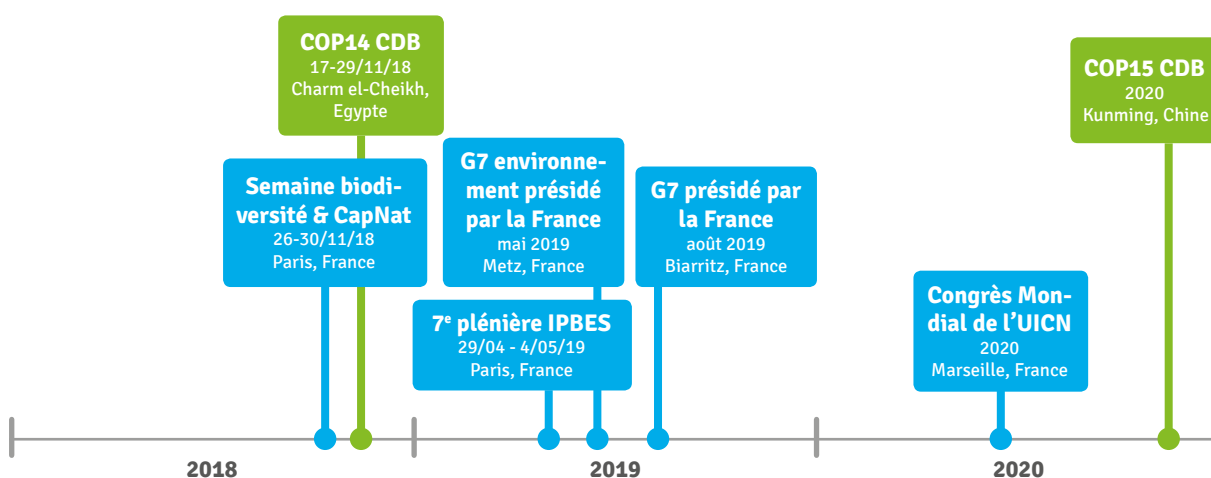 COP14 CDB
17-29/11/18
Charm el-Cheikh,
Egypte
Semaine biodi-
versité & CapNat
26-30/11/18
Paris, France
G7 environne-
ment présidé
par la France
mai 2019
Metz, France
7e plénière IPBES
29/04 - 4/05/19
Paris, France
G7 présidé par
la France
août 2019
Biarritz, France
Congrès Mon-
dial de l’UICN
2020
Marseille, France
COP15 CDB
2020
Kunming, Chine
2018
2019
2020